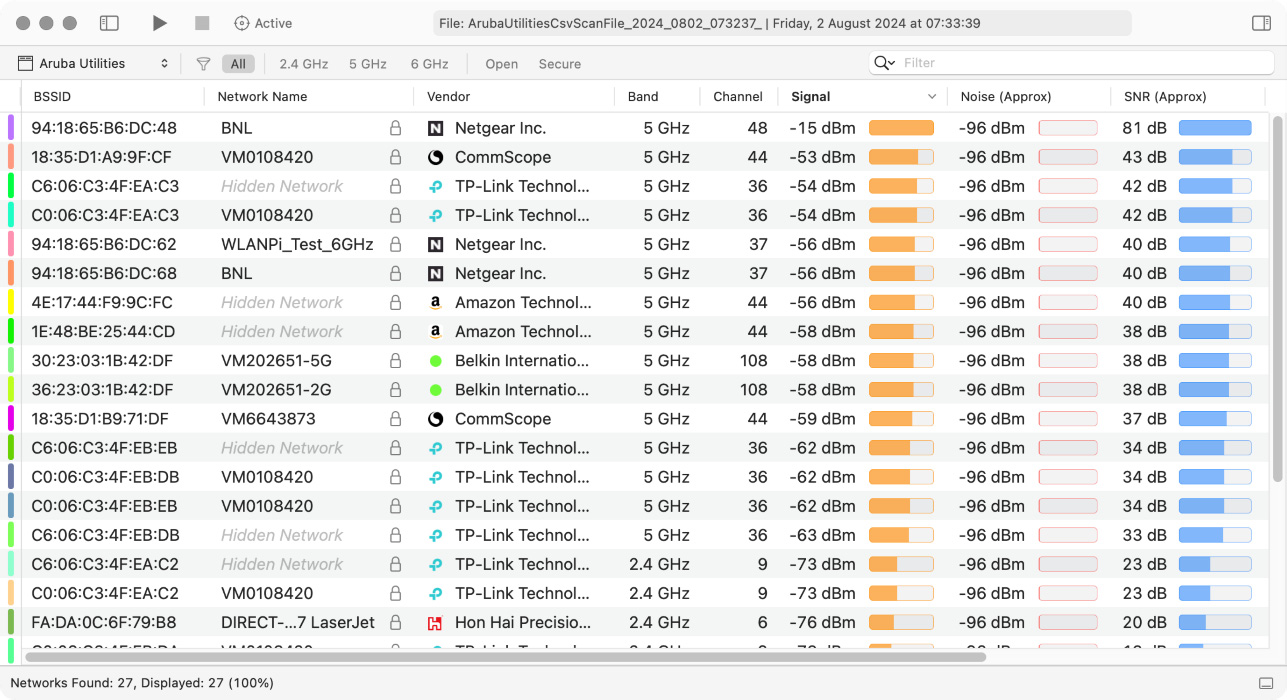 Active
File: ArubaUtilitiesCsvScanFile_2024_0802_073237_ | Friday, 2 August 2024 at 07:33:39
Aruba Utilities All 2.4 GHz 5 GHz 6 GHz Open Secure Filter
BSSID Network Name Vendor Band Channel Signal Noise (Approx) SNR (Approx)
94:18:65:B6:DC:48 BNL Netgear Inc. 5 GHz 48 -15 dBm -96 dBm 81 dB
18:35:D1:A9:9F:CF VM0108420 CommScope 5 GHz 44 -53 dBm -96 dBm 43 dB
C6:06:C3:4F:EA:C3 Hidden Network TP-Link Technol... 5 GHz 36 -54 dBm -96 dBm 42 dB
C0:06:C3:4F:EA:C3 VM0108420 TP-Link Technol... 5 GHz 36 -54 dBm -96 dBm 42 dB
94:18:65:B6:DC:62 WLANPi_Test_6GHz Netgear Inc. 5 GHz 37 -56 dBm -96 dBm 40 dB
94:18:65:B6:DC:68 BNL Netgear Inc. 5 GHz 37 -56 dBm -96 dBm 40 dB
4E:17:44:F9:9C:FC Hidden Network Amazon Technol... 5 GHz 44 -56 dBm -96 dBm 40 dB
1E:48:BE:25:44:CD Hidden Network Amazon Technol... 5 GHz 44 -58 dBm -96 dBm 38 dB
30:23:03:1B:42:DF VM202651-5G Belkin Internatio... 5 GHz 108 -58 dBm -96 dBm 38 dB
36:23:03:1B:42:DF VM202651-2G Belkin Internatio... 5 GHz 108 -58 dBm -96 dBm 38 dB
18:35:D1:B9:71:DF VM6643873 CommScope 5 GHz 44 -59 dBm -96 dBm 37 dB
C6:06:C3:4F:EB:EB Hidden Network TP-Link Technol... 5 GHz 36 -62 dBm -96 dBm 34 dB
C0:06:C3:4F:EB:DB VM0108420 TP-Link Technol... 5 GHz 36 -62 dBm -96 dBm 34 dB
C0:06:C3:4F:EB:EB VM0108420 TP-Link Technol... 5 GHz 36 -62 dBm -96 dBm 34 dB
C6:06:C3:4F:EB:DB Hidden Network TP-Link Technol... 5 GHz 36 -63 dBm -96 dBm 33 dB
C6:06:C3:4F:EA:C2 Hidden Network TP-Link Technol... 2.4 GHz 9 -73 dBm -96 dBm 23 dB
C0:06:C3:4F:EA:C2 VM0108420 TP-Link Technol... 2.4 GHz 9 -73 dBm -96 dBm 23 dB
FA:DA:0C:6F:79:B8 DIRECT-...7 LaserJet Hon Hai Precisio... 2.4 GHz 6 -76 dBm -96 dBm 20 dB
Networks Found: 27, Displayed: 27 (100%)